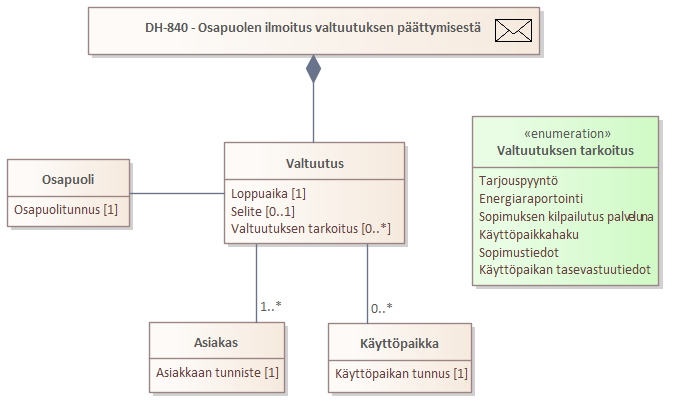 DH-840 - Osapuolen ilmoitus valtuutuksen päättymisestä
Osapuoli
Osapuolitunnus [1]
Valtuutus
Loppuaika [1]
Selite [0..1]
Valtuutuksen tarkoitus [0..*]
«enumeration»
Valtuutuksen tarkoitus
Tarjouspyyntö
Energiaraportointi
Sopimuksen kilpailutus palveluna
Käyttöpaikkahaku
Sopimustiedot
Käyttöpaikan tasevastuutiedot
1..*
0..*
Asiakas
Asiakkaan tunniste [1]
Käyttöpaikka
Käyttöpaikan tunnus [1]